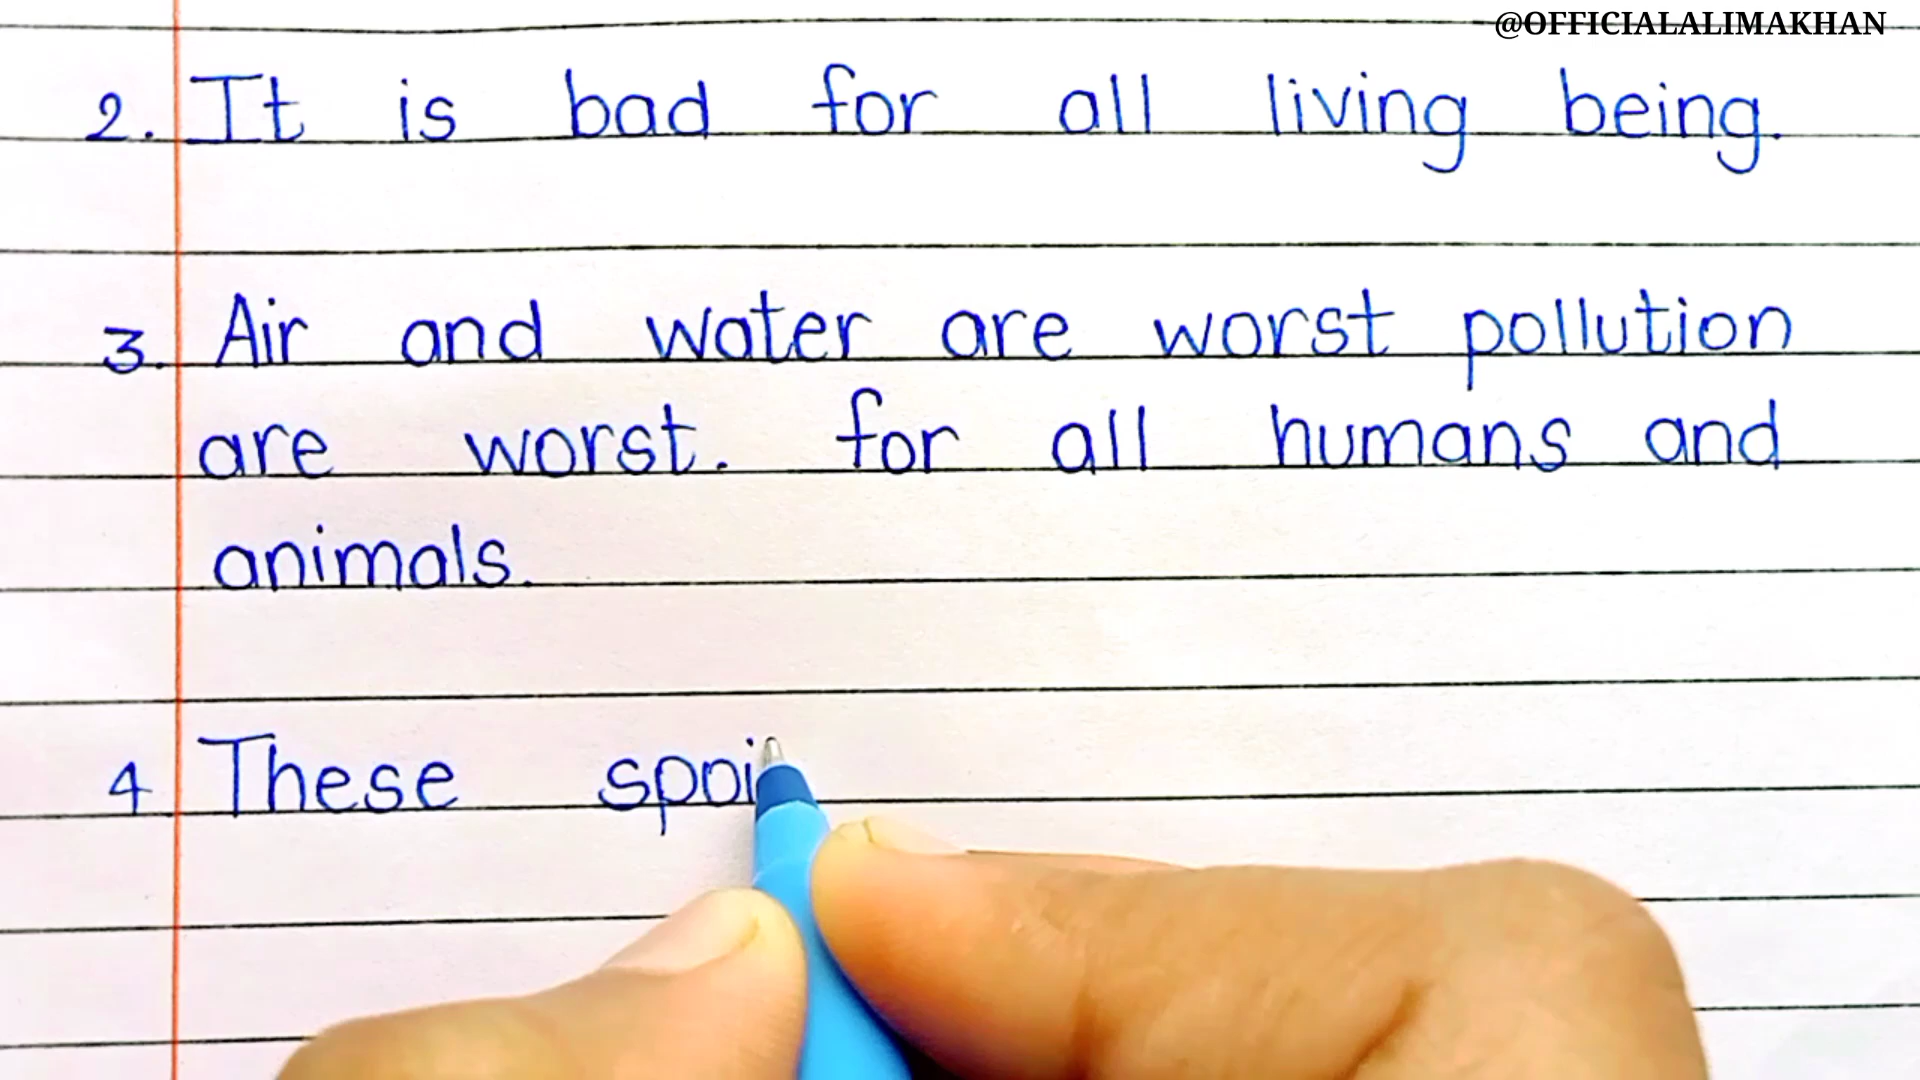 @OFFICIALALIMAKHAN
2. It is bad for all living being.
3. Air and water are worst pollution
are worst. for all humans and
animals.
4 These spoi